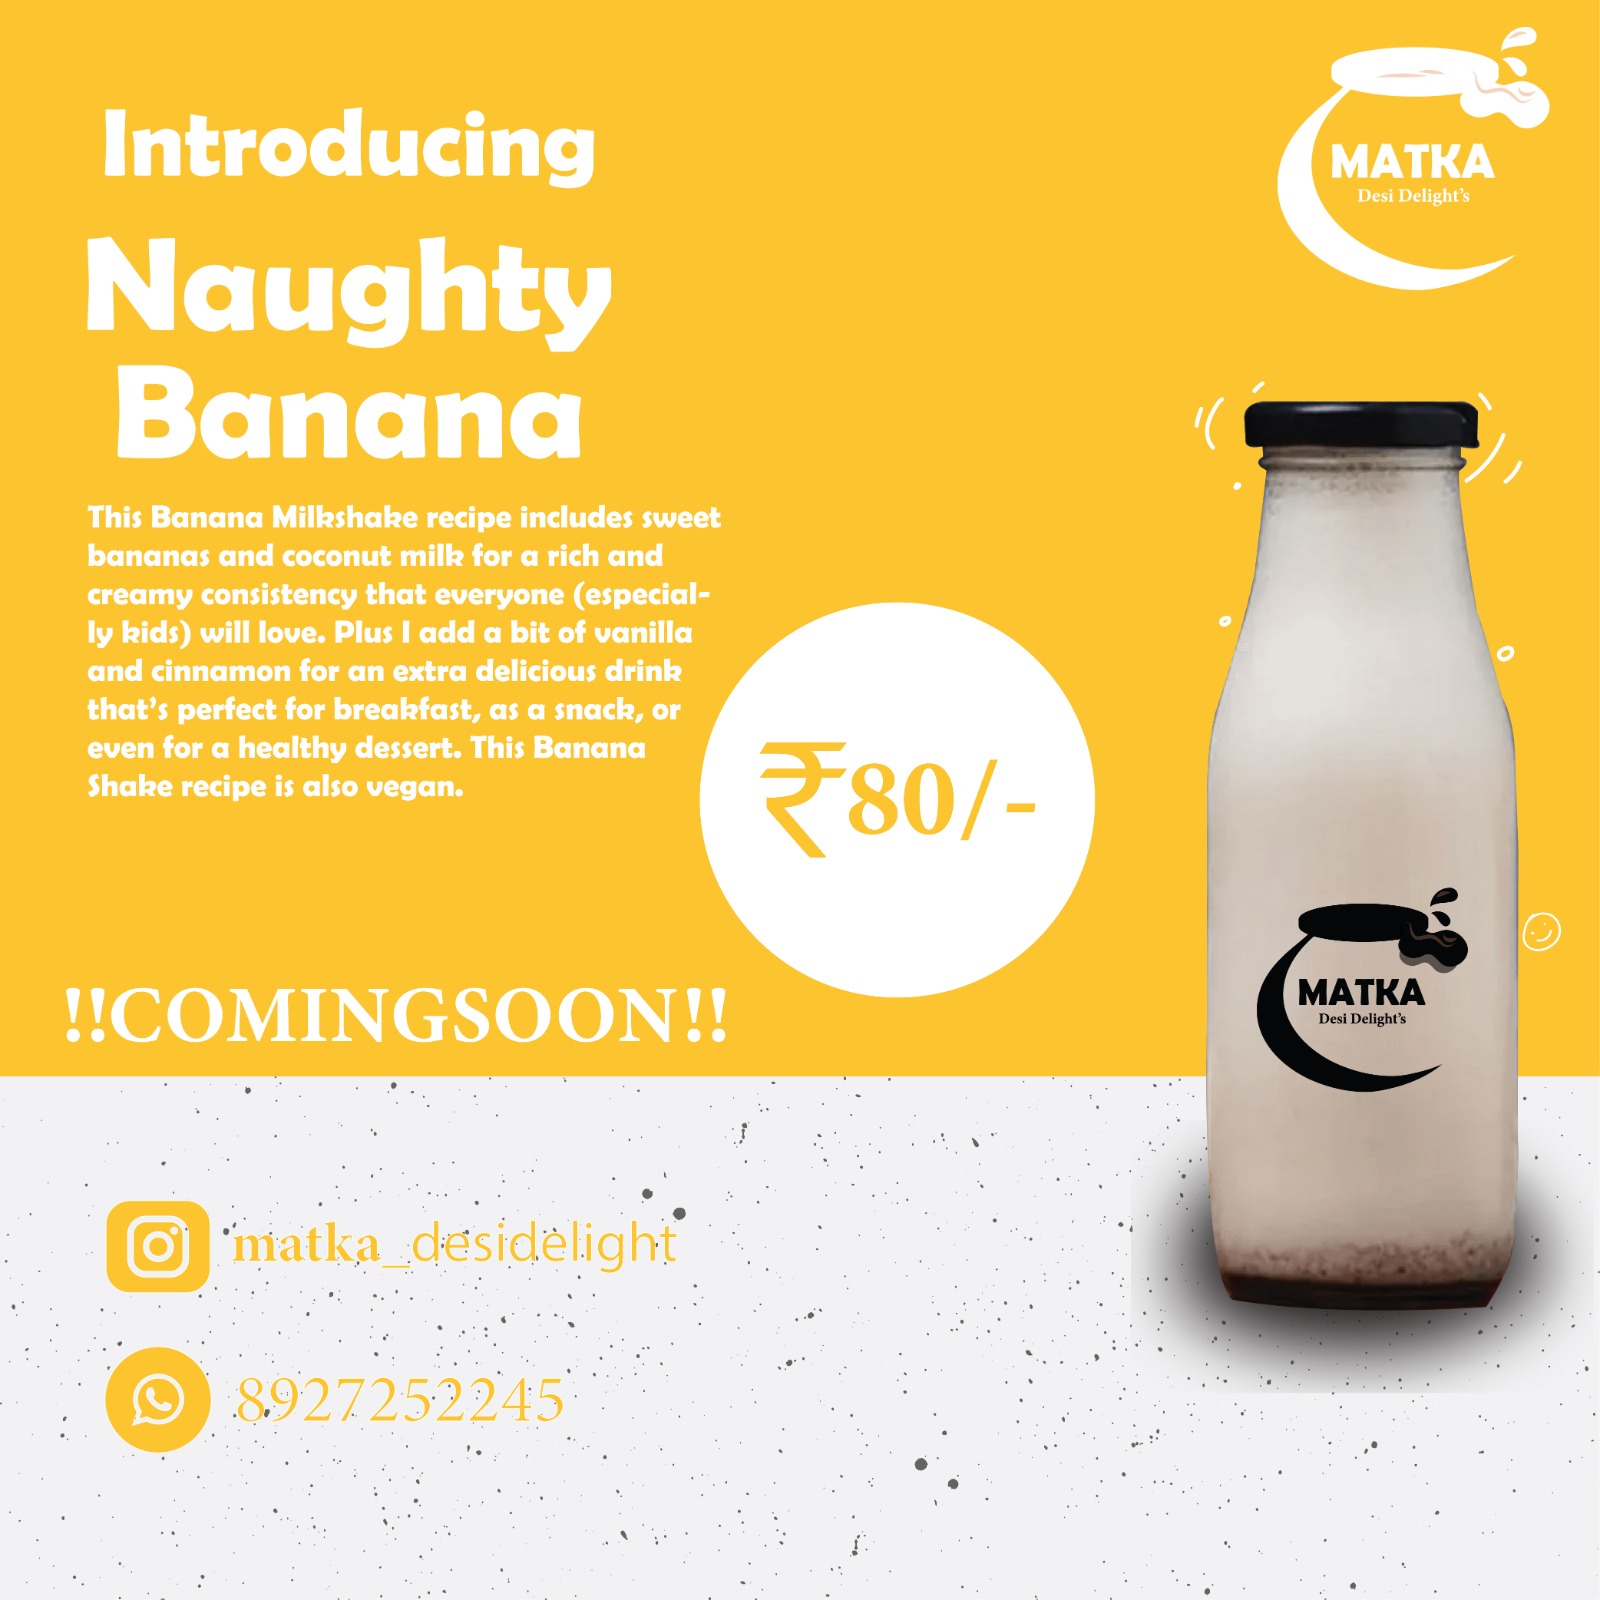 Introducing
Naughty
Banana
This Banana Milkshake recipe includes sweet
bananas and coconut milk for a rich and
creamy consistency that everyone (especial-
ly kids) will love. Plus I add a bit of vanilla
and cinnamon for an extra delicious drink
that’s perfect for breakfast, as a snack, or
even for a healthy dessert. This Banana
Shake recipe is also vegan.
₹80/-
!!COMINGSOON!!
matka_desidelight
8927252245
MATKA
Desi Delight’s
MATKA
Desi Delight’s